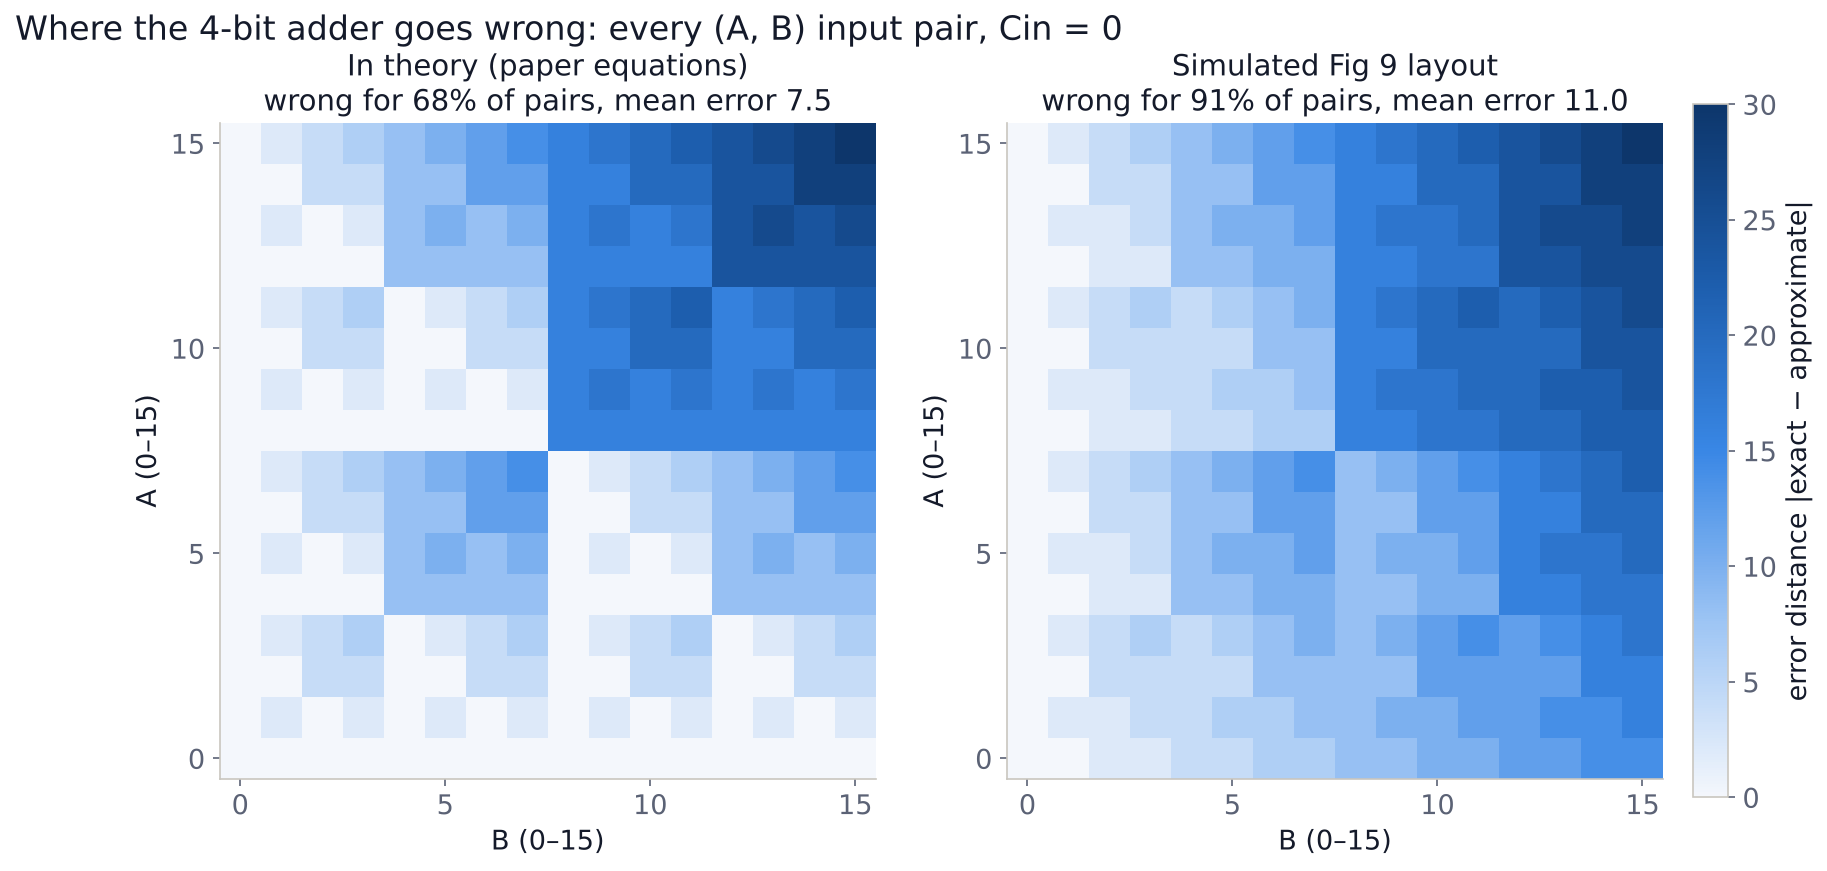 Where the 4-bit adder goes wrong: every (A, B) input pair, Cin = 0
In theory (paper equations)
wrong for 68% of pairs, mean error 7.5
15
10
5
0
A (0–15)
0
5
10
15
B (0–15)
Simulated Fig 9 layout
wrong for 91% of pairs, mean error 11.0
15
10
5
0
A (0–15)
0
5
10
15
B (0–15)
30
25
20
15
10
5
0
error distance |exact − approximate|